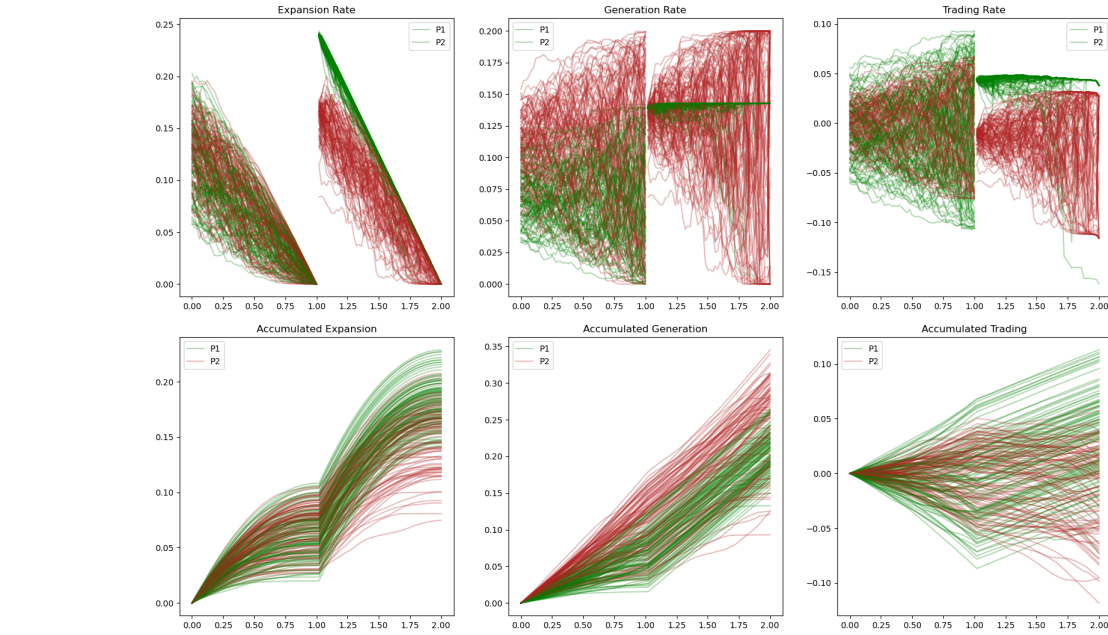 Expansion Rate
0.25
0.20
0.15
0.10
0.05
0.00
P1
P2
0.00 0.25 0.50 0.75 1.00 1.25 1.50 1.75 2.00
Generation Rate
0.200
0.175
0.150
0.125
0.100
0.075
0.050
0.025
0.000
P1
P2
0.00 0.25 0.50 0.75 1.00 1.25 1.50 1.75 2.00
Trading Rate
0.10
0.05
0.00
−0.05
−0.10
−0.15
P1
P2
0.00 0.25 0.50 0.75 1.00 1.25 1.50 1.75 2.00
Accumulated Expansion
P1
P2
0.20
0.15
0.10
0.05
0.00
0.00 0.25 0.50 0.75 1.00 1.25 1.50 1.75 2.00
Accumulated Generation
0.35
P1
P2
0.30
0.25
0.20
0.15
0.10
0.05
0.00
0.00 0.25 0.50 0.75 1.00 1.25 1.50 1.75 2.00
Accumulated Trading
P1
P2
0.10
0.05
0.00
−0.05
−0.10
0.00 0.25 0.50 0.75 1.00 1.25 1.50 1.75 2.00